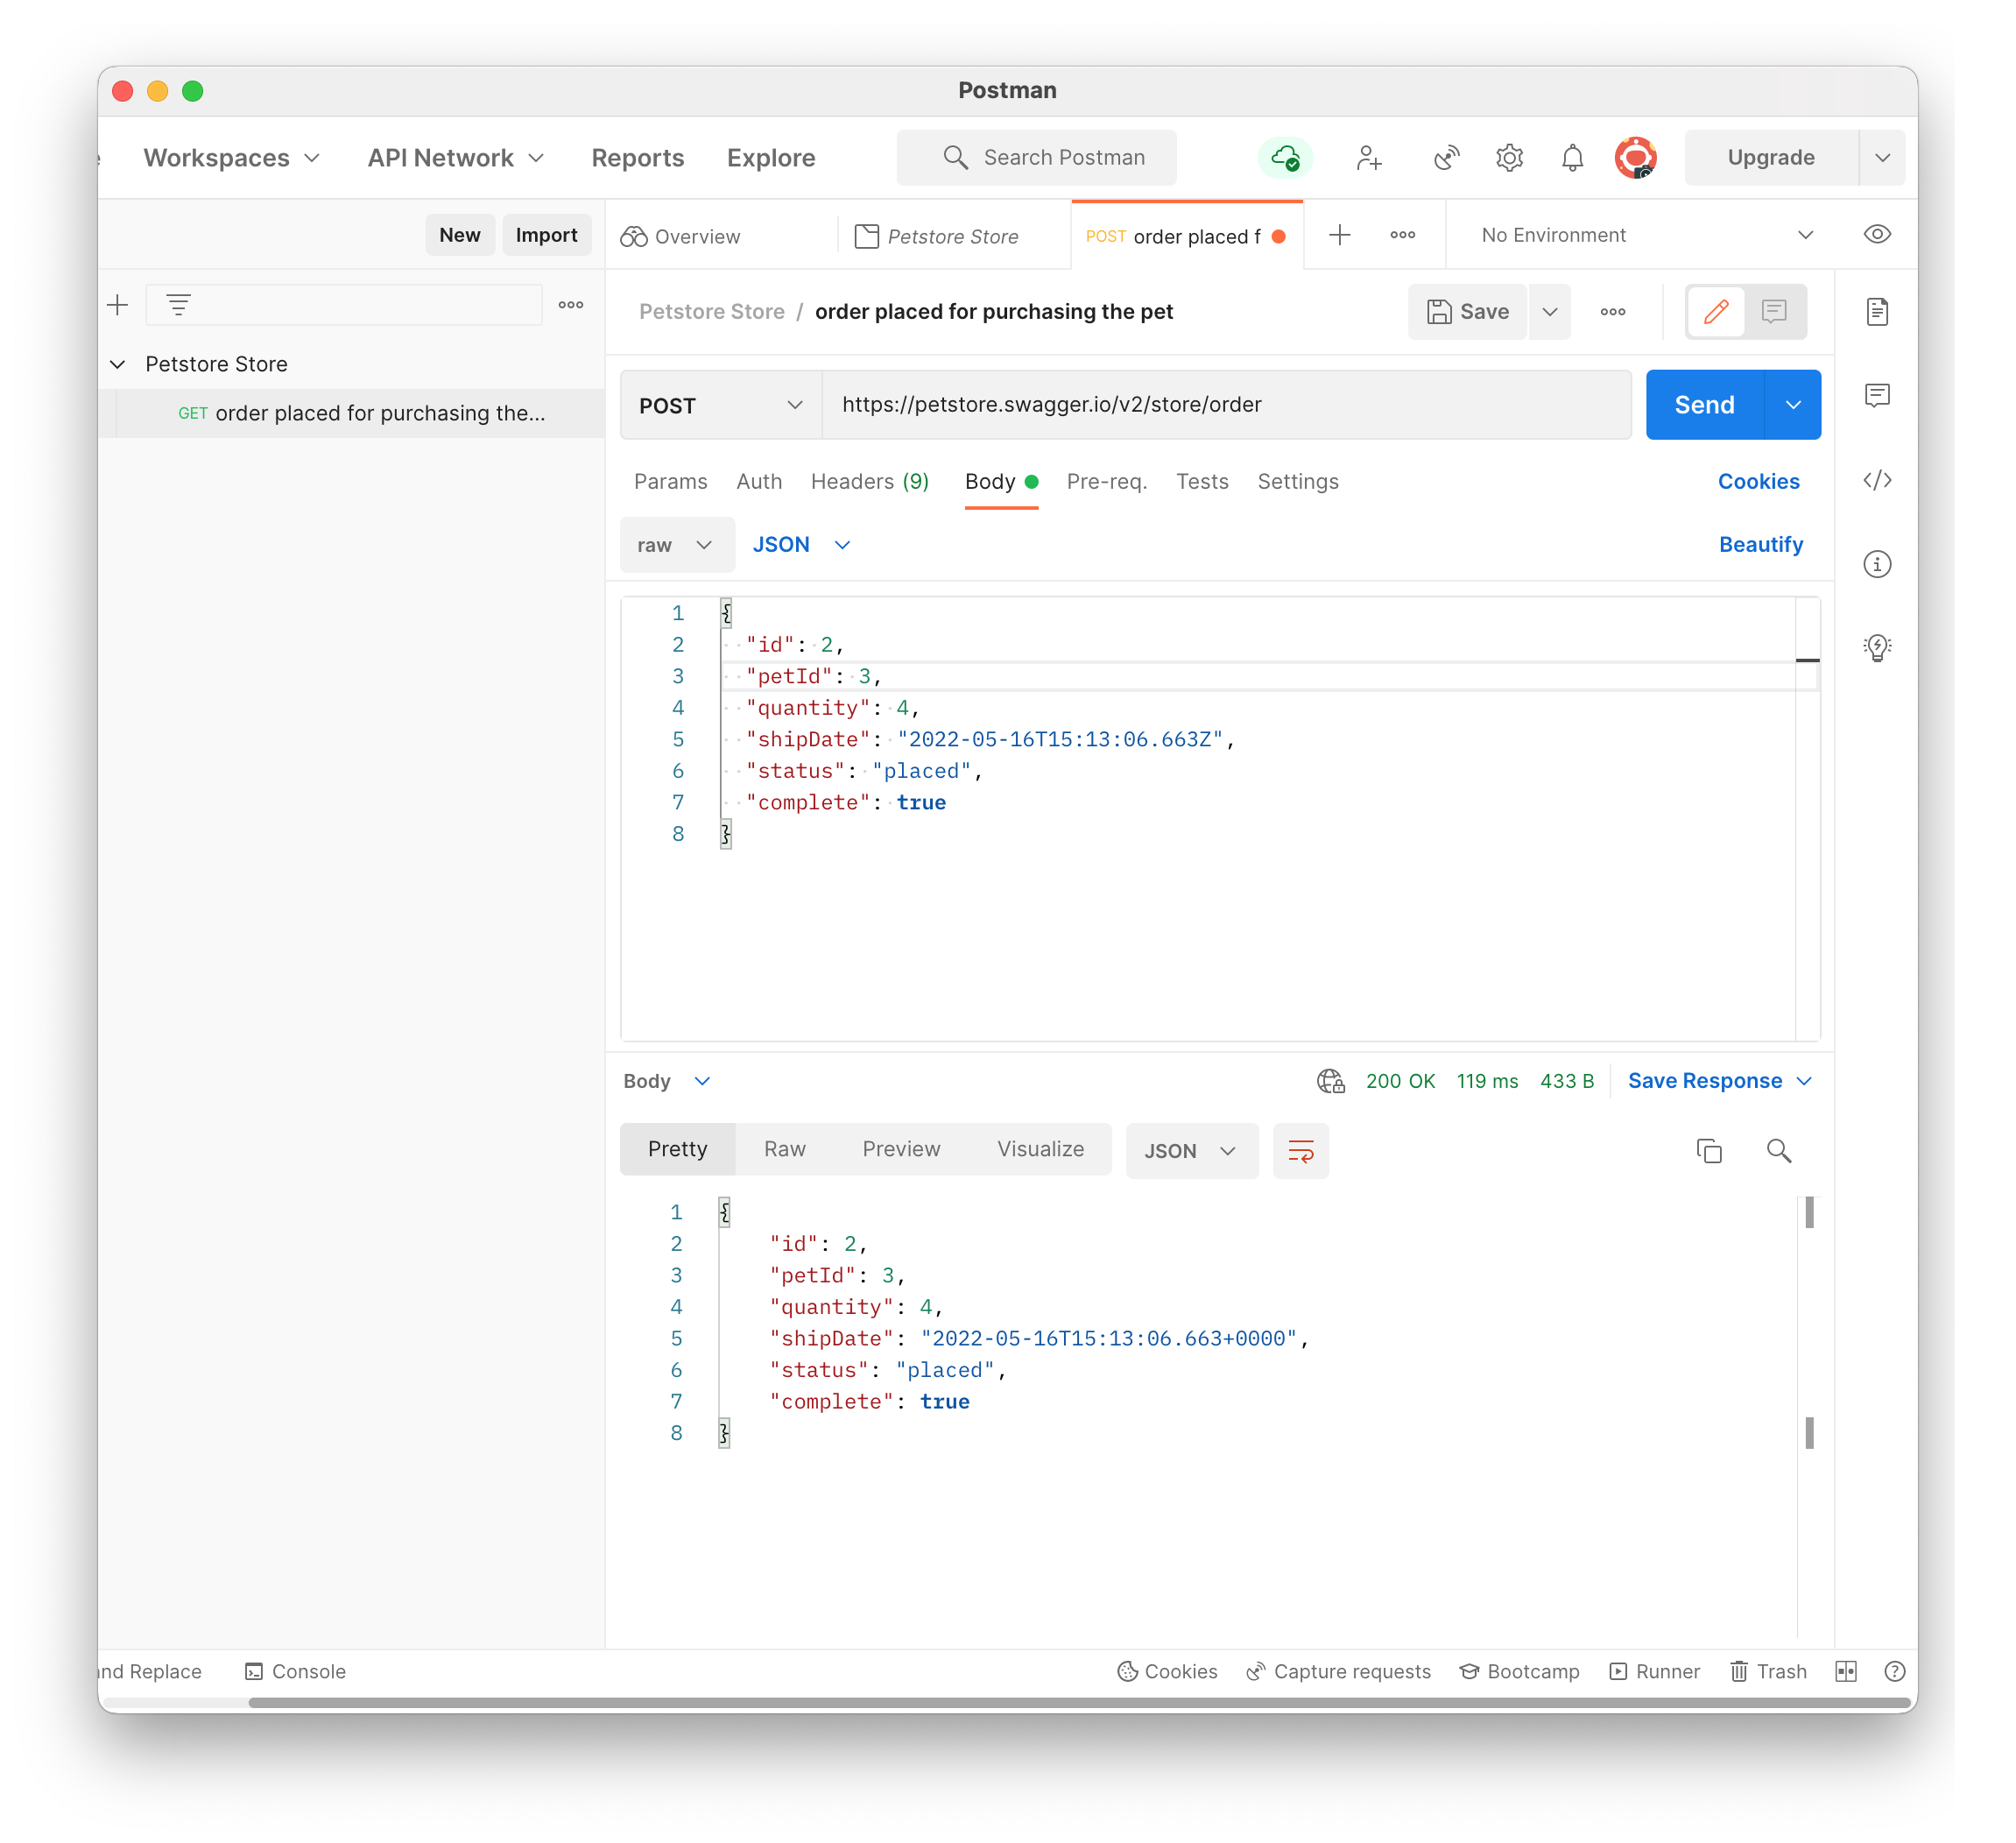 Postman
Workspaces API Network Reports Explore Search Postman Upgrade
New Import Overview Petstore Store POST order placed f No Environment
Petstore Store / order placed for purchasing the pet Save
Petstore Store
GET order placed for purchasing the...
POST https://petstore.swagger.io/v2/store/order Send
Params Auth Headers (9) Body Pre-req. Tests Settings Cookies
raw JSON Beautify
1 {
2 "id": 2,
3 "petId": 3,
4 "quantity": 4,
5 "shipDate": "2022-05-16T15:13:06.663Z",
6 "status": "placed",
7 "complete": true
8 }
Body 200 OK 119 ms 433 B Save Response
Pretty Raw Preview Visualize JSON
1 {
2 "id": 2,
3 "petId": 3,
4 "quantity": 4,
5 "shipDate": "2022-05-16T15:13:06.663+0000",
6 "status": "placed",
7 "complete": true
8 }
nd Replace Console Cookies Capture requests Bootcamp Runner Trash